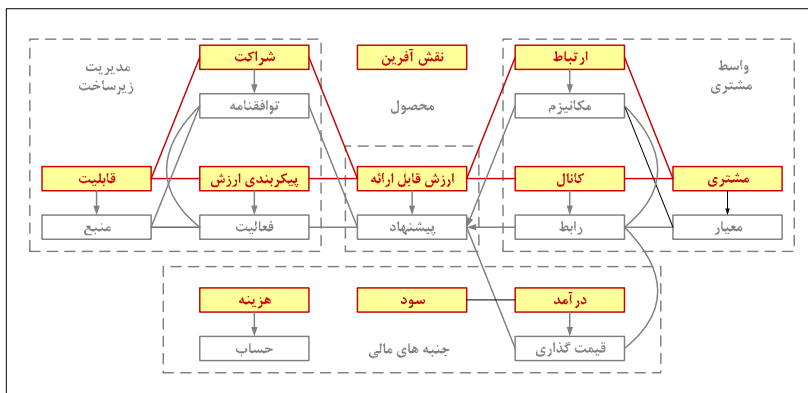 ارتباط
نقش آفرین
شراکت
واسط
مشتری
مدیریت
زیرساخت
مکانیزم
محصول
توافقنامه
مشتری
کانال
ارزش قابل ارائه
پیکربندی ارزش
قابلیت
معیار
رابط
پیشنهاد
فعالیت
منبع
درآمد
سود
هزینه
قیمت گذاری
جنبه های مالی
حساب